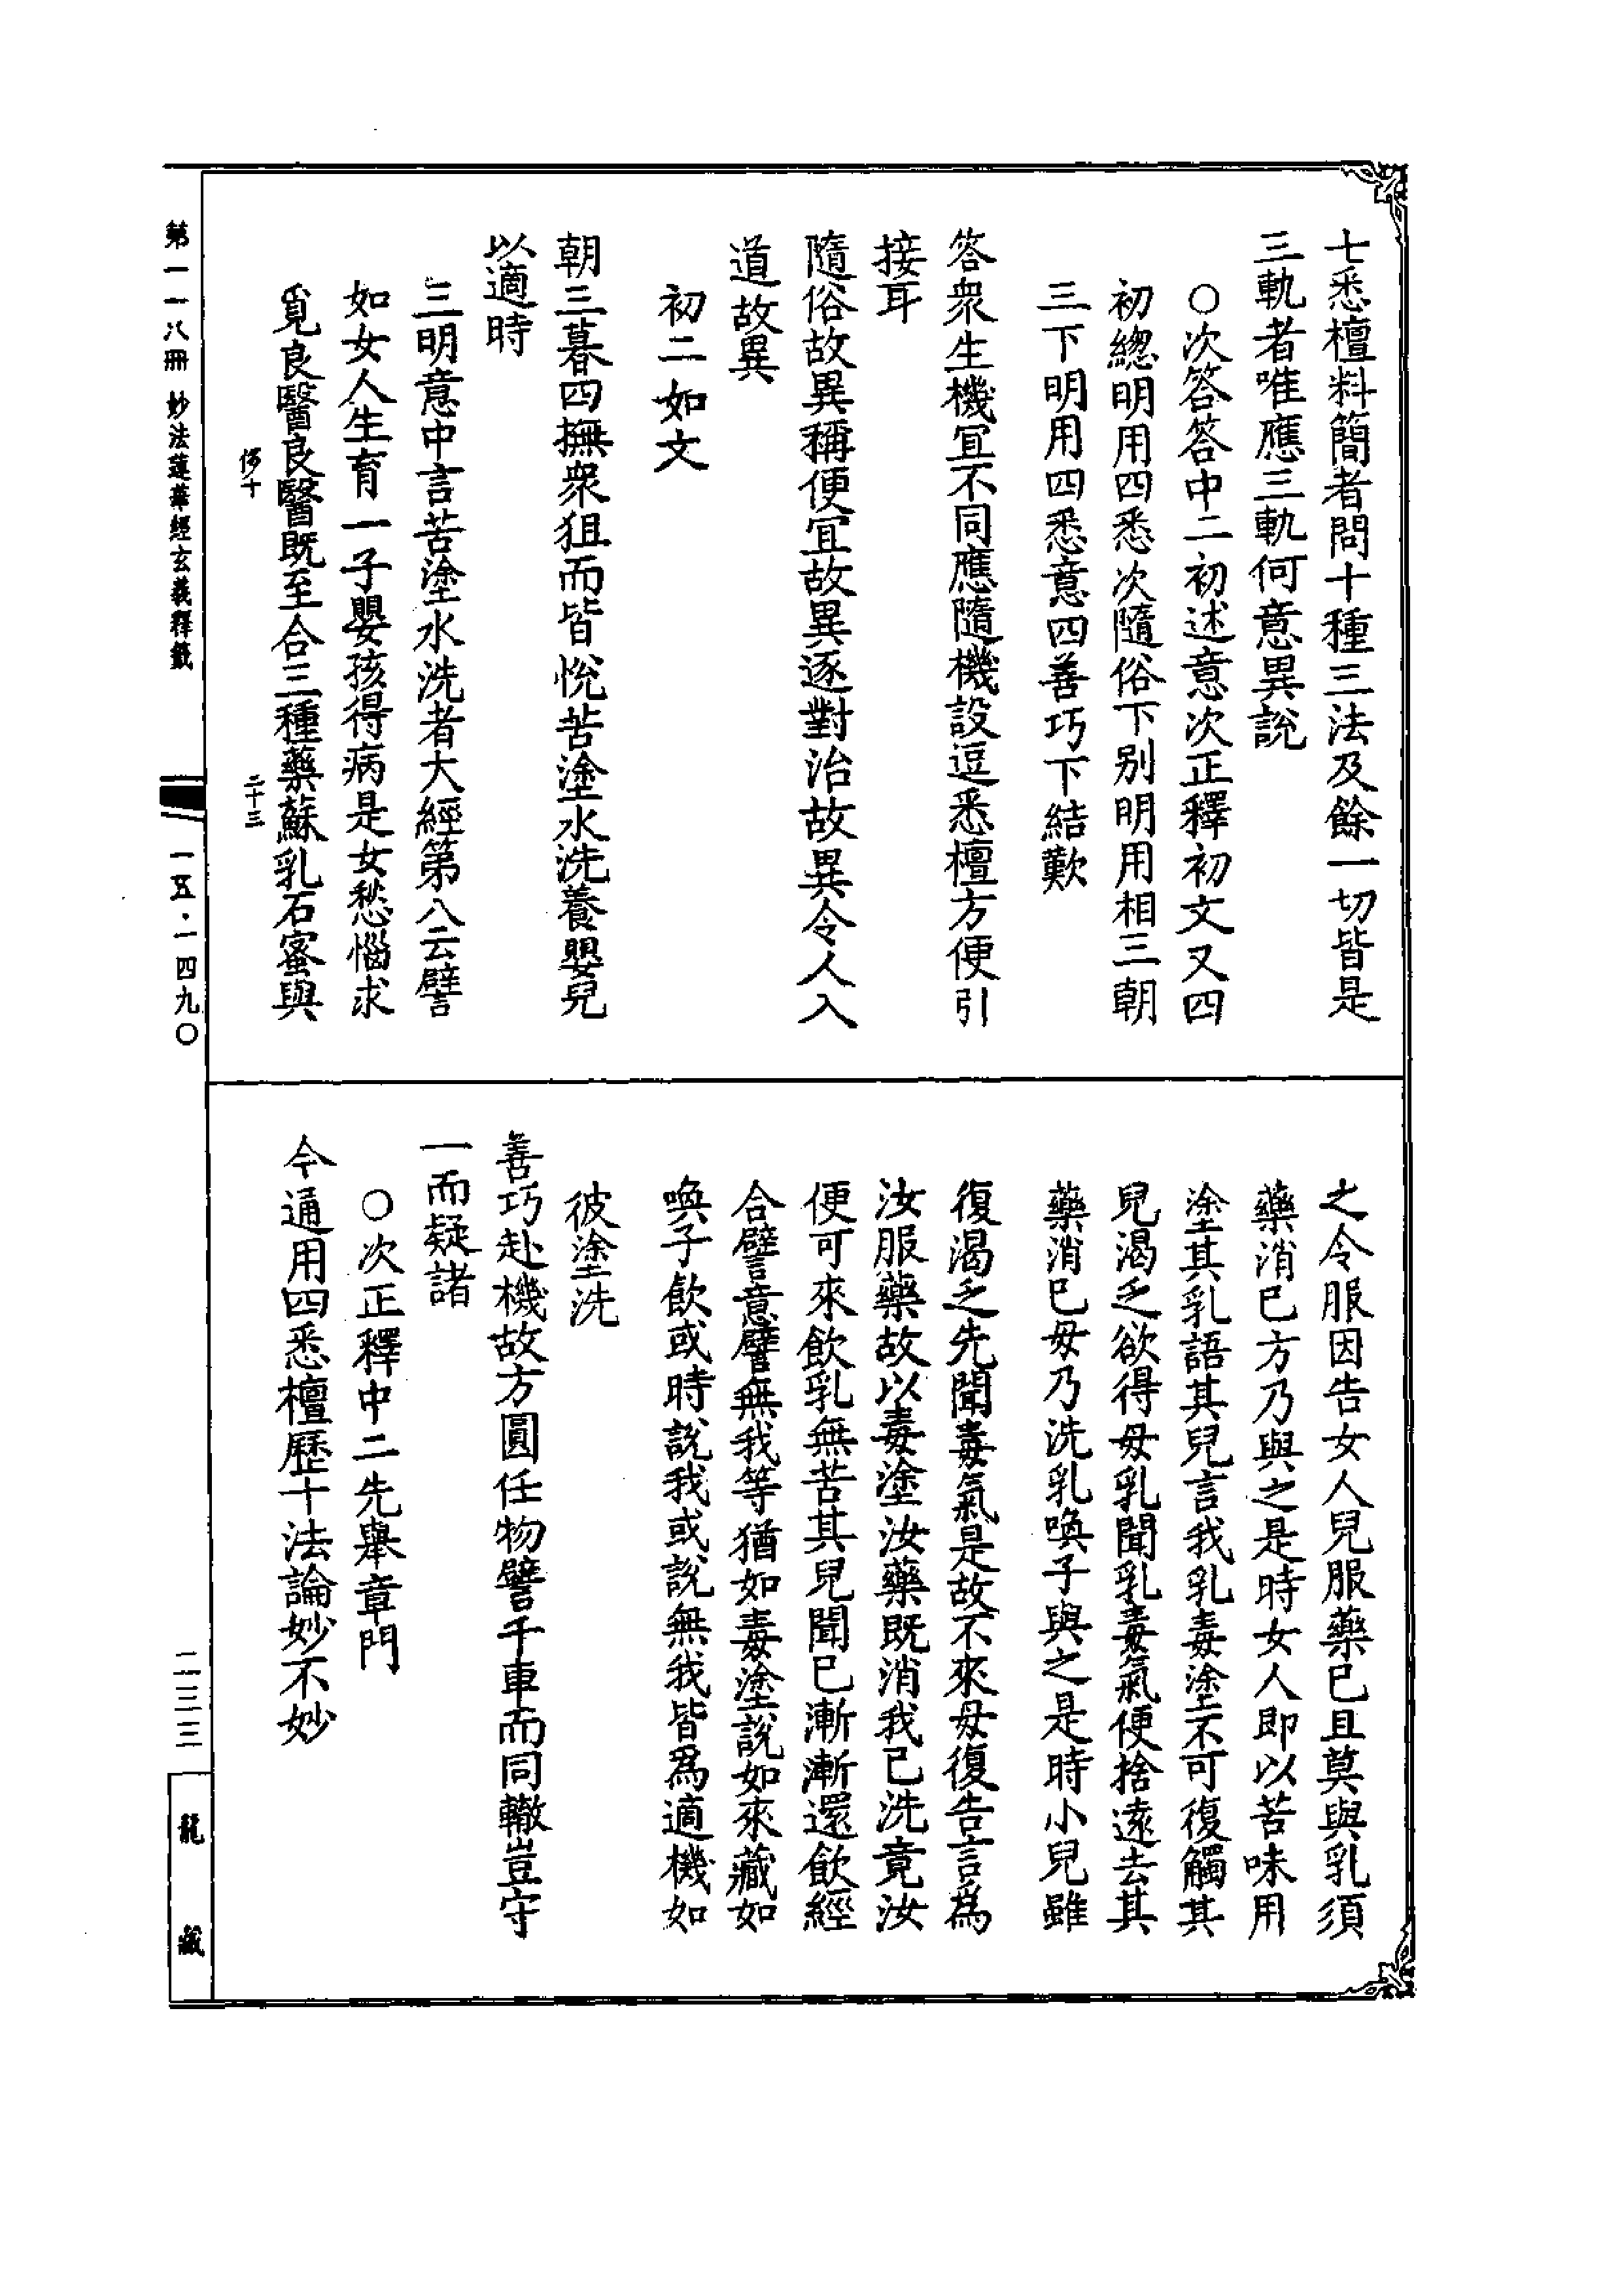 七悉檀料簡者問十種三法及餘一切皆是
三軌者唯應三軌何意異說
○次答答中二初述意次正釋初文又四
初總明用四悉次隨俗下別明用相三朝
三下明用四悉意四善巧下結歎
答衆生機宜不同應隨機設逗悉檀方便引
接耳
隨俗故異稱便宜故異逐對治故異令人入
道故異
初二如文
朝三暮四撫衆狙而皆悅苦塗水洗養嬰兒
以適時
三明意中言苦塗水洗者大經第八云譬
如女人生育一子嬰孩得病是女愁惱求
覓良醫良醫既至合三種藥蘇乳石蜜與
之令服因告女人兒服藥已且莫與乳須
藥消已方乃與之是時女人即以苦味用
塗其乳語其兒言我乳毒塗不可復觸其
兒渴乏欲得母乳聞乳毒氣便捨遠去其
藥消已母乃洗乳喚子與之是時小兒雖
復渴乏先聞毒氣是故不來母復告言爲
汝服藥故以毒塗汝藥既消我已洗竟汝
便可來飲乳無苦其兒聞已漸漸還飲經
合譬意譬無我等猶如毒塗說如來藏如
喚子飲或時說我或說無我皆爲適機如
彼塗洗
善巧赴機故方圓任物譬千車而同轍豈守
一而疑諸
○次正釋中二先舉章門
今通用四悉檀歷十法論妙不妙
第一一八冊 妙法蓮華經玄義釋籤
十
二十三
一五·一四九〇
二三三
龍藏